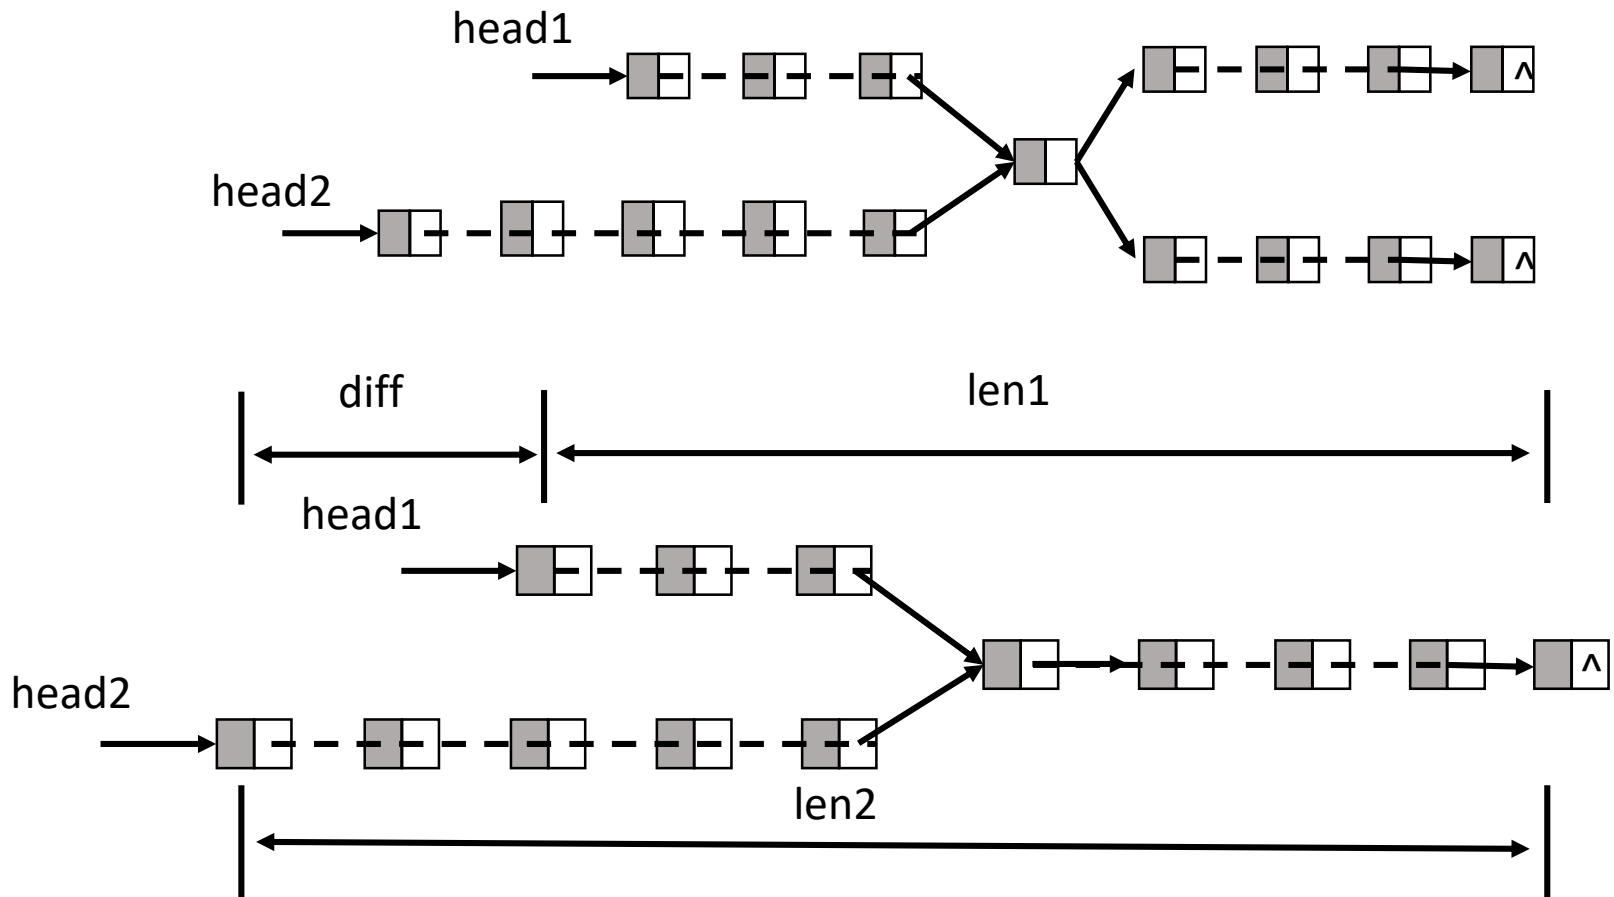 head1
^
head2
^
diff
len1
head1
^
head2
len2